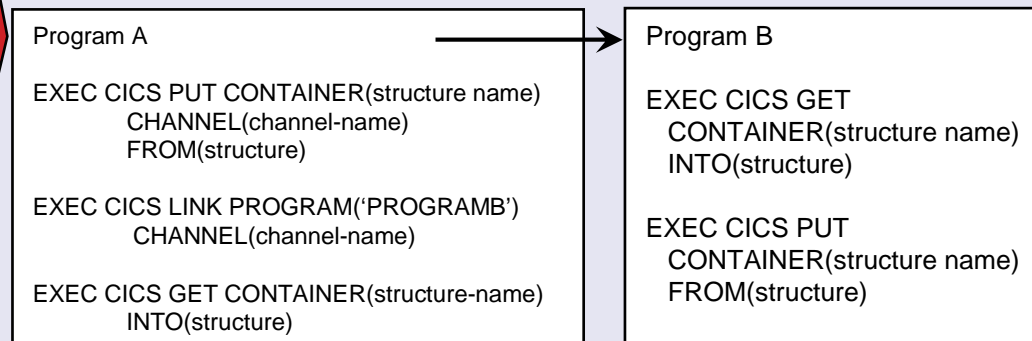 Program A
EXEC CICS PUT CONTAINER(structure name)
CHANNEL(channel-name)
FROM(structure)
EXEC CICS LINK PROGRAM(‘PROGRAMB’)
CHANNEL(channel-name)
EXEC CICS GET CONTAINER(structure-name)
INTO(structure)
Program B
EXEC CICS GET
CONTAINER(structure name)
INTO(structure)
EXEC CICS PUT
CONTAINER(structure name)
FROM(structure)